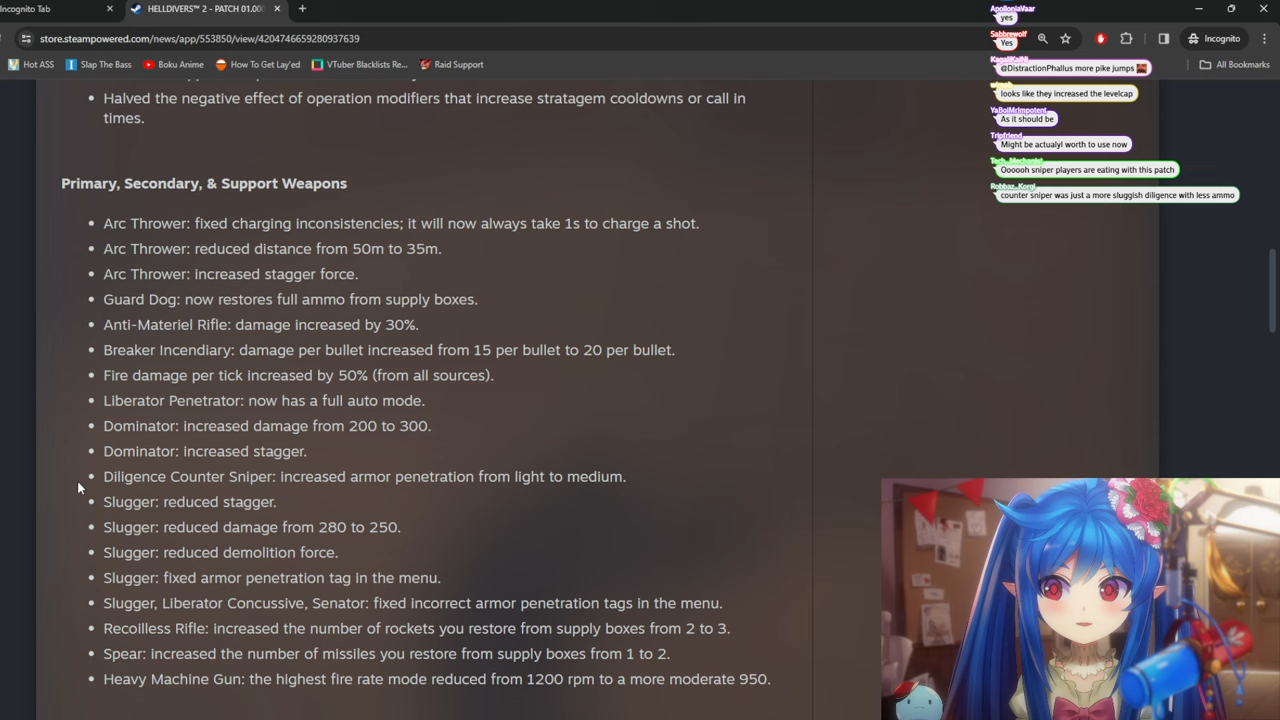 Incognito Tab
HELLDIVERS™ 2 - PATCH 01.00
store.steampowered.com/news/app/553850/view/4204746659280937639
Incognito
Hot ASS
Slap The Bass
Boku Anime
How To Get Lay'ed
VTuber Blacklists Re...
Raid Support
All Bookmarks
Halved the negative effect of operation modifiers that increase stratagem cooldowns or call in
times.
Primary, Secondary, & Support Weapons
Arc Thrower: fixed charging inconsistencies; it will now always take 1s to charge a shot.
Arc Thrower: reduced distance from 50m to 35m.
Arc Thrower: increased stagger force.
Guard Dog: now restores full ammo from supply boxes.
Anti-Materiel Rifle: damage increased by 30%.
Breaker Incendiary: damage per bullet increased from 15 per bullet to 20 per bullet.
Fire damage per tick increased by 50% (from all sources).
Liberator Penetrator: now has a full auto mode.
Dominator: increased damage from 200 to 300.
Dominator: increased stagger.
Diligence Counter Sniper: increased armor penetration from light to medium.
Slugger: reduced stagger.
Slugger: reduced damage from 280 to 250.
Slugger: reduced demolition force.
Slugger: fixed armor penetration tag in the menu.
Slugger, Liberator Concussive, Senator: fixed incorrect armor penetration tags in the menu.
Recoilless Rifle: increased the number of rockets you restore from supply boxes from 2 to 3.
Spear: increased the number of missiles you restore from supply boxes from 1 to 2.
Heavy Machine Gun: the highest fire rate mode reduced from 1200 rpm to a more moderate 950.
ApolloniaVaar
yes
Sabbrewolf
Yes
@DistractionPhallus more pike jumps
looks like they increased the levelcap
YaBoiMrImpotent
As it should be
Tripfriend
Might be actualyl worth to use now
Tech_Mechanist
Oooooh sniper players are eating with this patch
Robbaz_Korgi
counter sniper was just a more sluggish diligence with less ammo